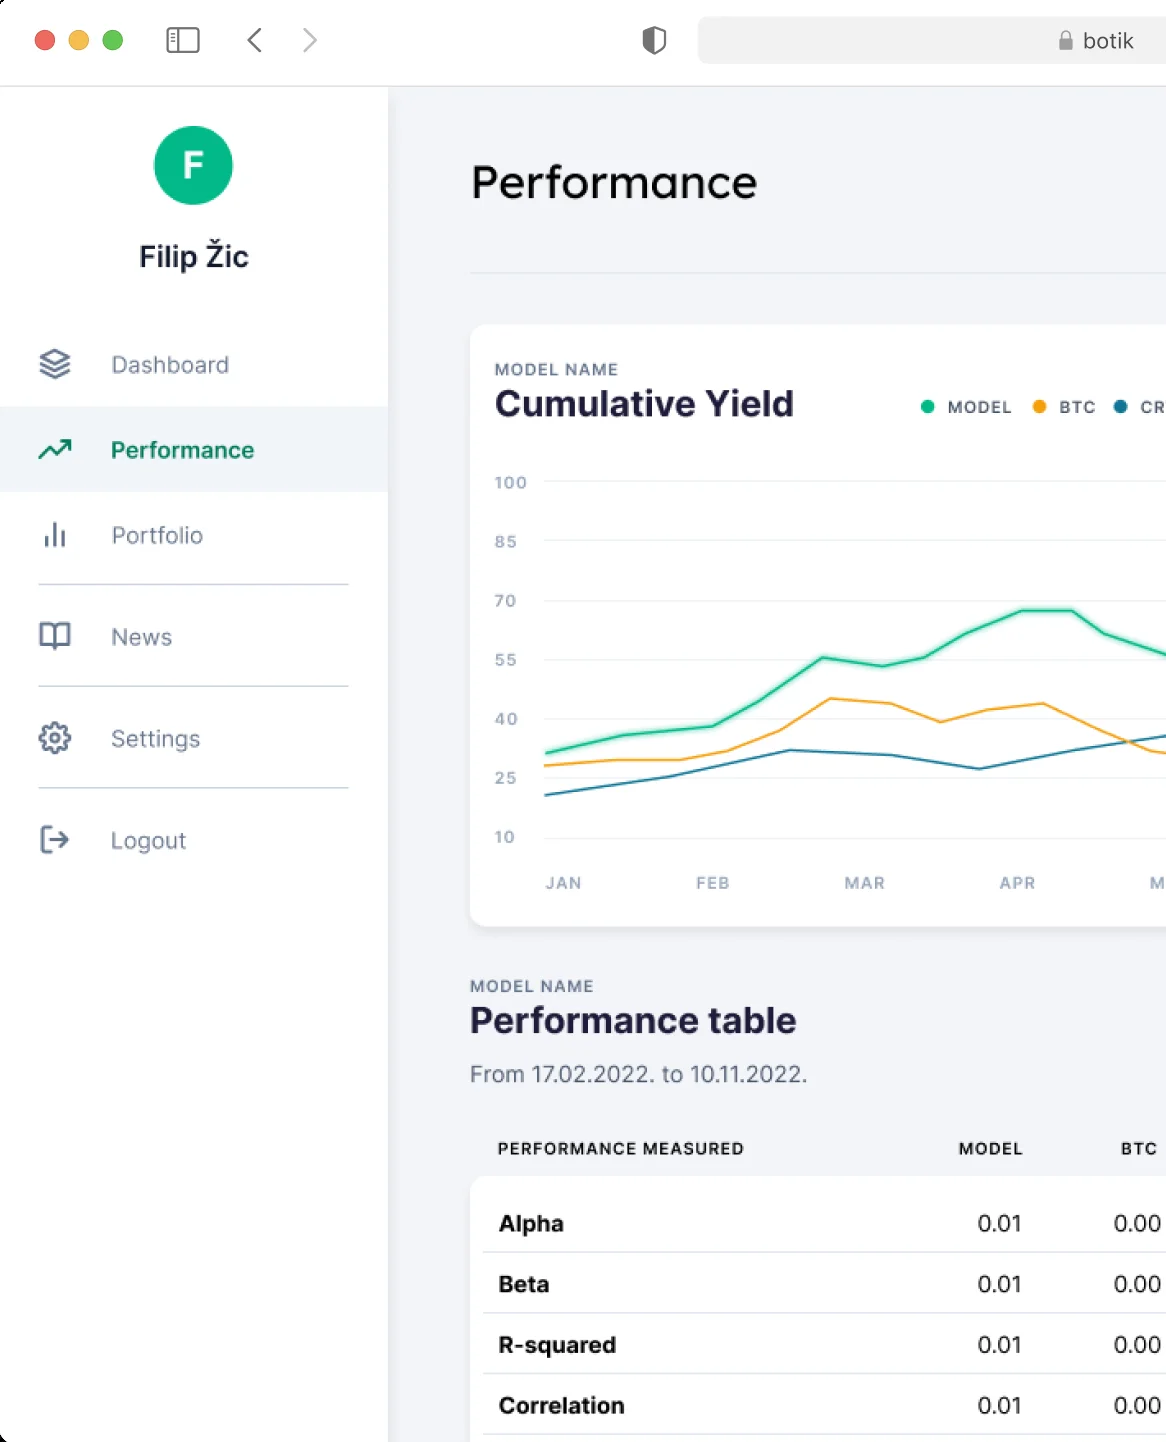 botik
F
Filip Žic
Dashboard
Performance
Portfolio
News
Settings
Logout
Performance
MODEL NAME
Cumulative Yield
MODEL BTC CR
100
85
70
55
40
25
10
JAN FEB MAR APR M
MODEL NAME
Performance table
From 17.02.2022. to 10.11.2022.
PERFORMANCE MEASURED MODEL BTC
Alpha 0.01 0.00
Beta 0.01 0.00
R-squared 0.01 0.00
Correlation 0.01 0.00